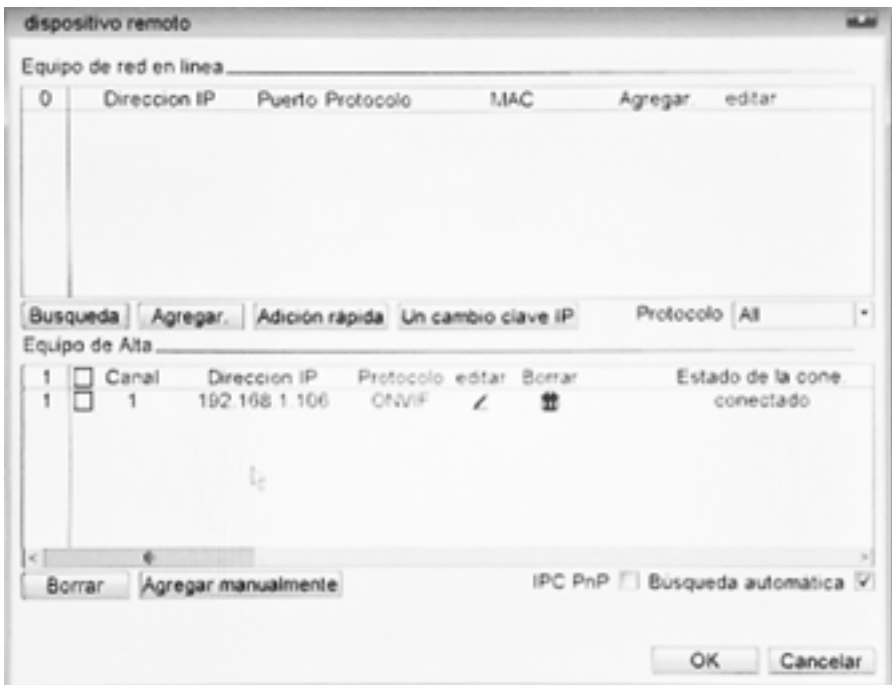 dispositivo remoto
Equipo de red en linea
0 Direccion IP Puerto Protocolo MAC Agregar. editar
Busqueda Agregar. Adición rápida Un cambio clave IP Protocolo All
Equipo de Alta
1 Canal Direccion IP Protocolo editar Borrar Estado de la cone.
1 1 192.168.1.106 ONVIF conectado
Borrar Agregar manualmente IPC PnP Búsqueda automática
OK Cancelar